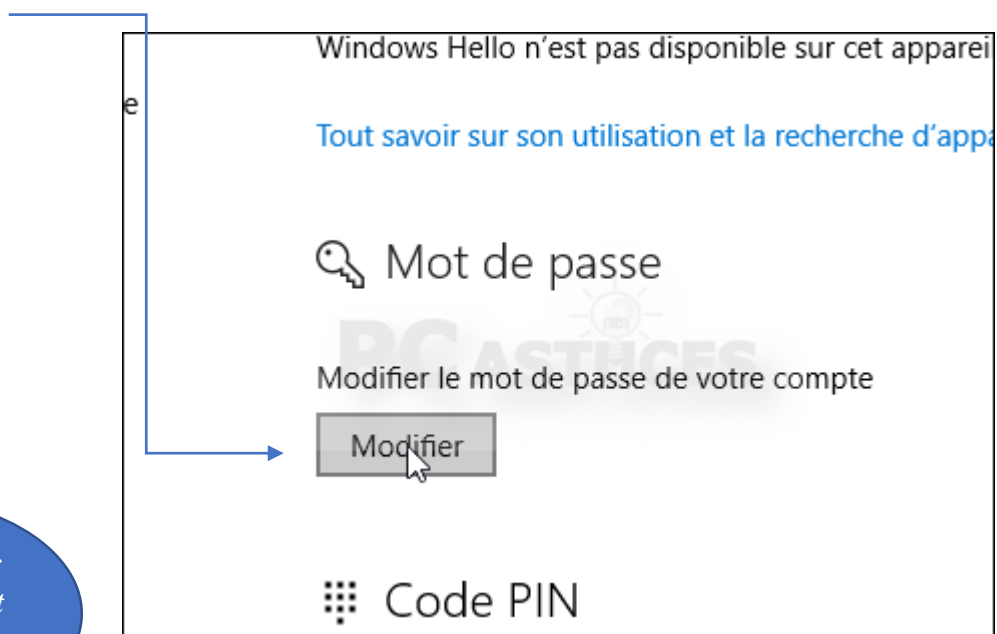 Windows Hello n'est pas disponible sur cet apparei
e
Tout savoir sur son utilisation et la recherche d'appa
Mot de passe
PC ASTUCES
Modifier le mot de passe de votre compte
Modifier
Code PIN
t